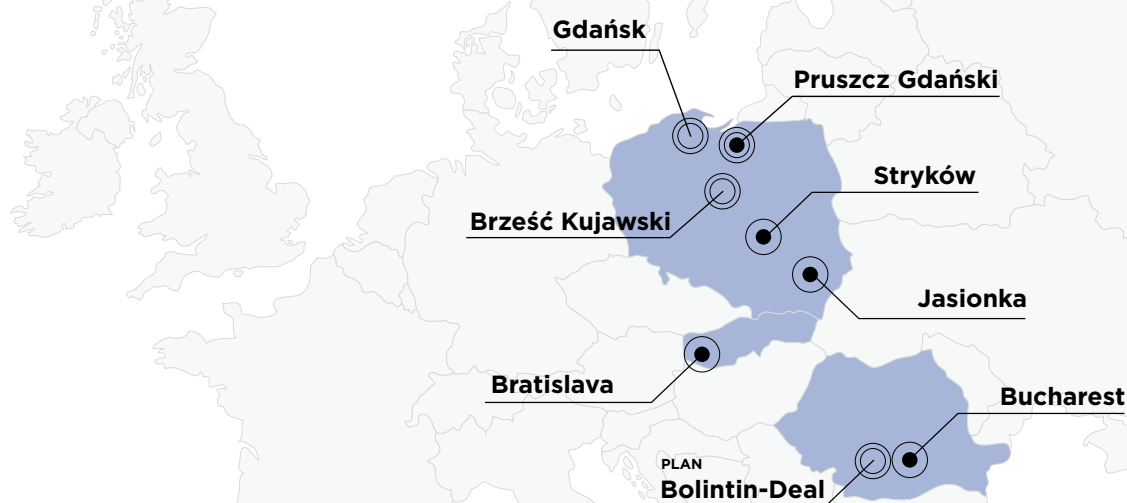 Gdańsk
Pruszcz Gdański
Stryków
Brześć Kujawski
Jasionka
Bratislava
Bucharest
PLAN
Bolintin-Deal